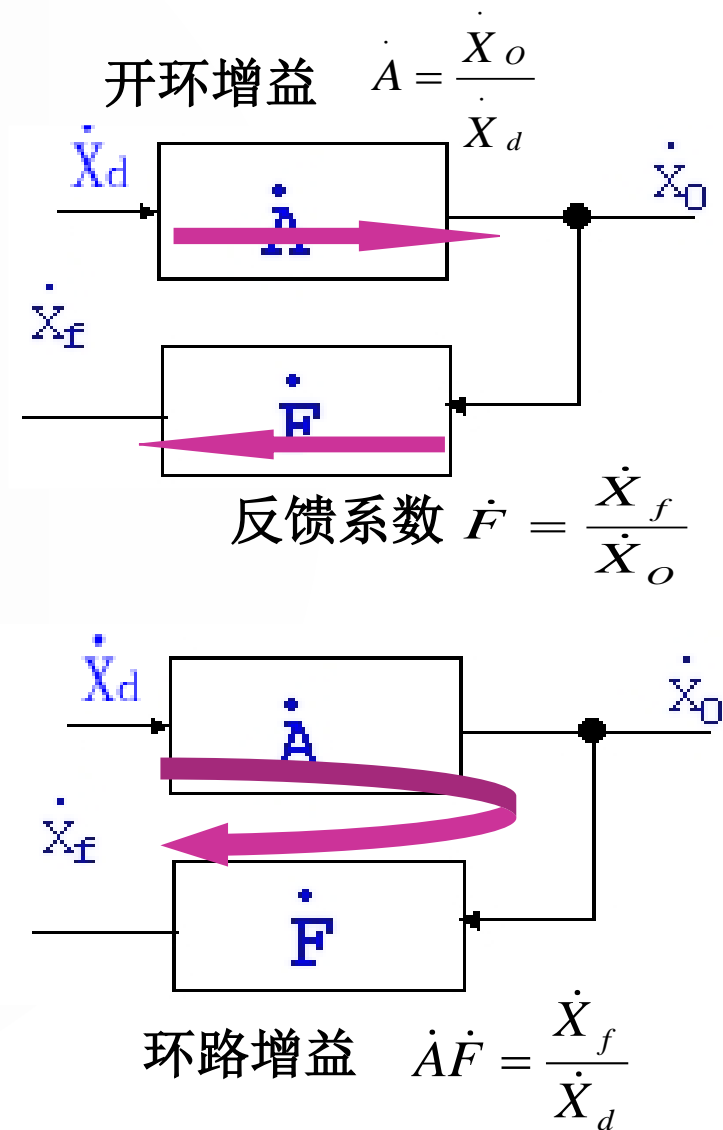 开环增益 Ȧ = Ẋo / Ẋd
Ẋd
Ȧ
Ẋo
Ẋf
Ḟ
反馈系数 Ḟ = Ẋf / Ẋo
Ẋd
Ȧ
Ẋo
Ẋf
Ḟ
环路增益 ȦḞ = Ẋf / Ẋd